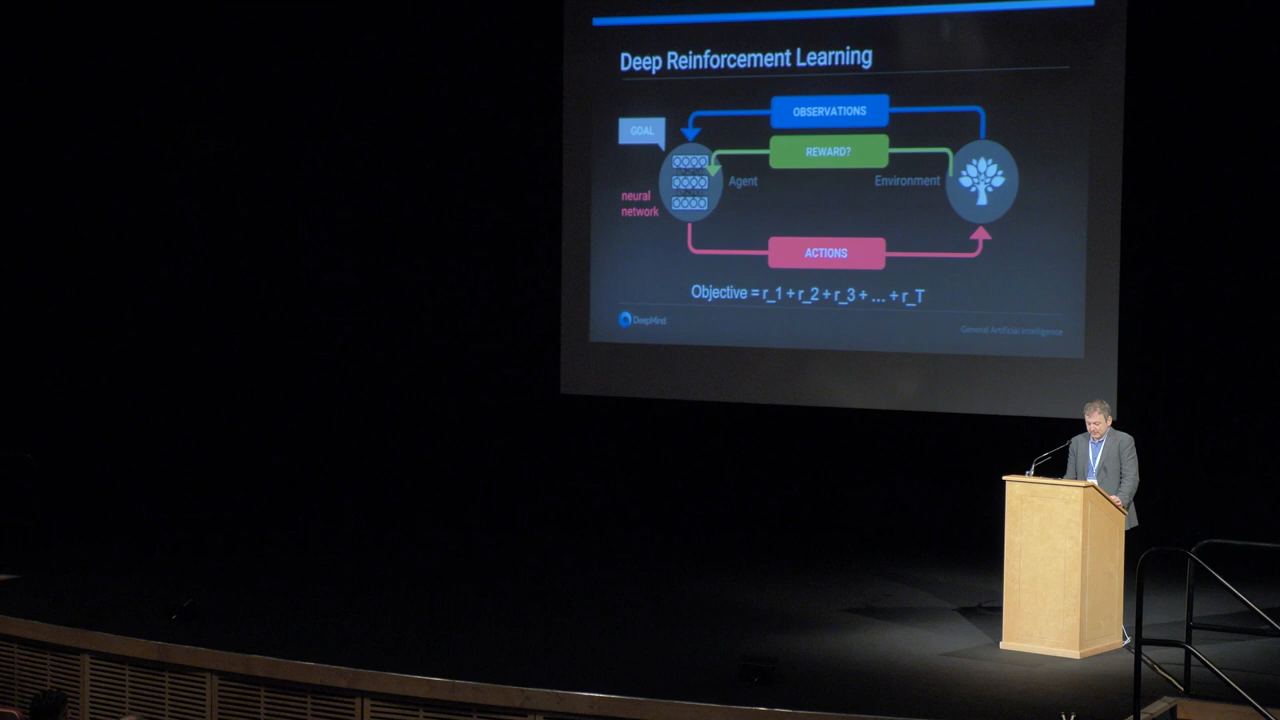 Deep Reinforcement Learning
OBSERVATIONS
GOAL
REWARD?
Agent
Environment
neural
network
ACTIONS
Objective = r_1 + r_2 + r_3 + ... + r_T
DeepMind
General Artificial Intelligence